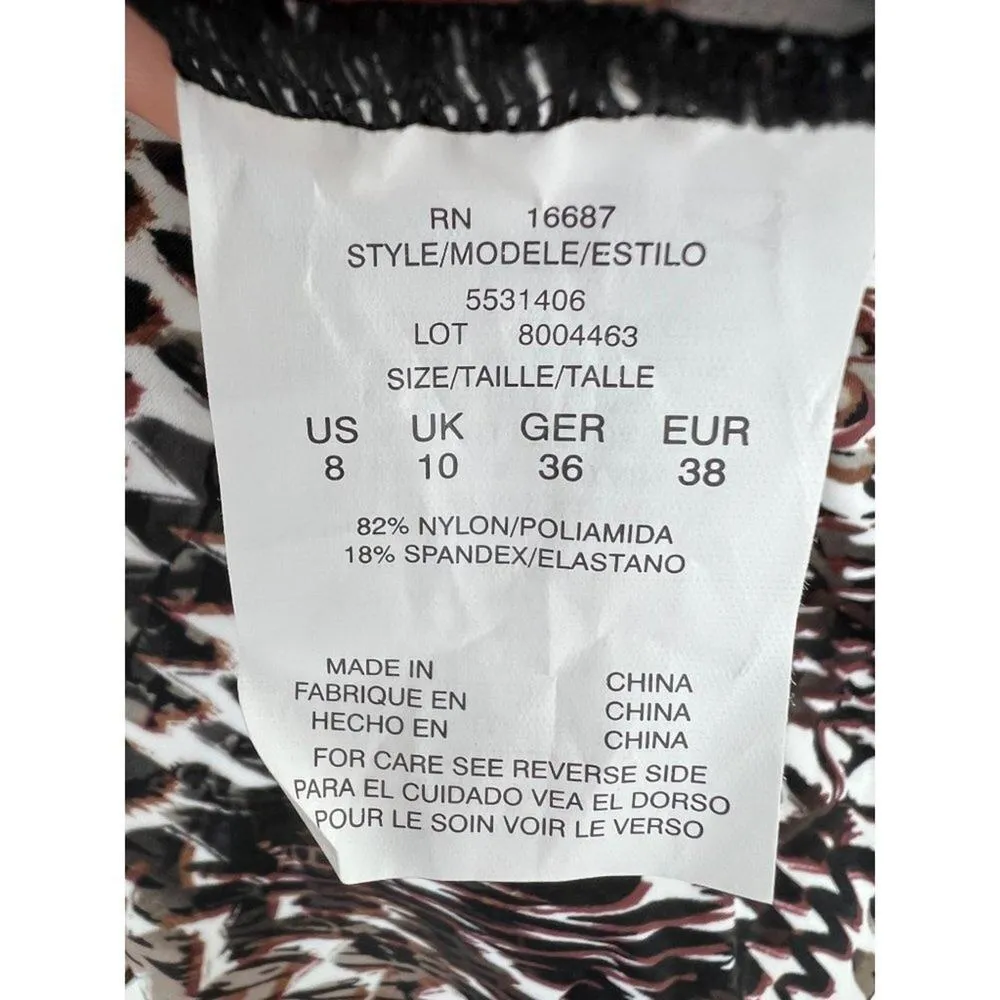 RN 16687
STYLE/MODELE/ESTILO
5531406
LOT 8004463
SIZE/TAILLE/TALLE
US UK GER EUR
8 10 36 38
82% NYLON/POLIAMIDA
18% SPANDEX/ELASTANO
MADE IN CHINA
FABRIQUE EN CHINA
HECHO EN CHINA
FOR CARE SEE REVERSE SIDE
PARA EL CUIDADO VEA EL DORSO
POUR LE SOIN VOIR LE VERSO